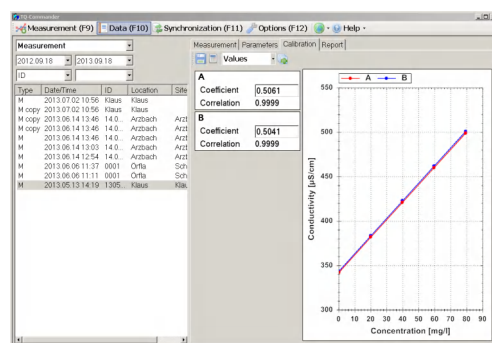 TQ Commander
Measurement (F9) Data (F10) Synchronization (F11) Options (F12) Help
Measurement
2012.09.18 2013.09.18
ID
Type Date/Time ID Location Site
M 2013.07.02 10:56 Klaus Klaus
M copy 2013.07.02 10:56 Klaus Klaus
M copy 2013.06.14 13:46 14.0... Arzbach Arzt
M copy 2013.06.14 13:46 14.0... Arzbach Arzt
M 2013.06.14 13:46 14.0... Arzbach Arzt
M 2013.06.14 13:03 14.0... Arzbach Arzt
M 2013.06.14 12:54 14.0... Arzbach Arzt
M 2013.06.06 11:37 0001 Orfla Sch
M 2013.06.06 11:11 0001 Orfla Sch
M 2013.05.13 14:19 1305... Klaus Klau
Measurement Parameters Calibration Report
Values
A
Coefficient 0.5061
Correlation 0.9999
B
Coefficient 0.5041
Correlation 0.9999
A B
550
500
450
400
350
300
Conductivity [µS/cm]
0 10 20 30 40 50 60 70 80 90
Concentration [mg/l]